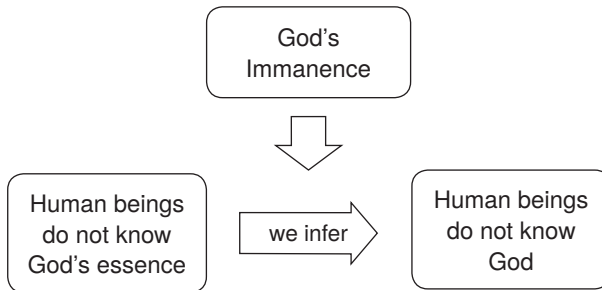 God's
Immanence
Human beings
do not know
God's essence
we infer
Human beings
do not know
God